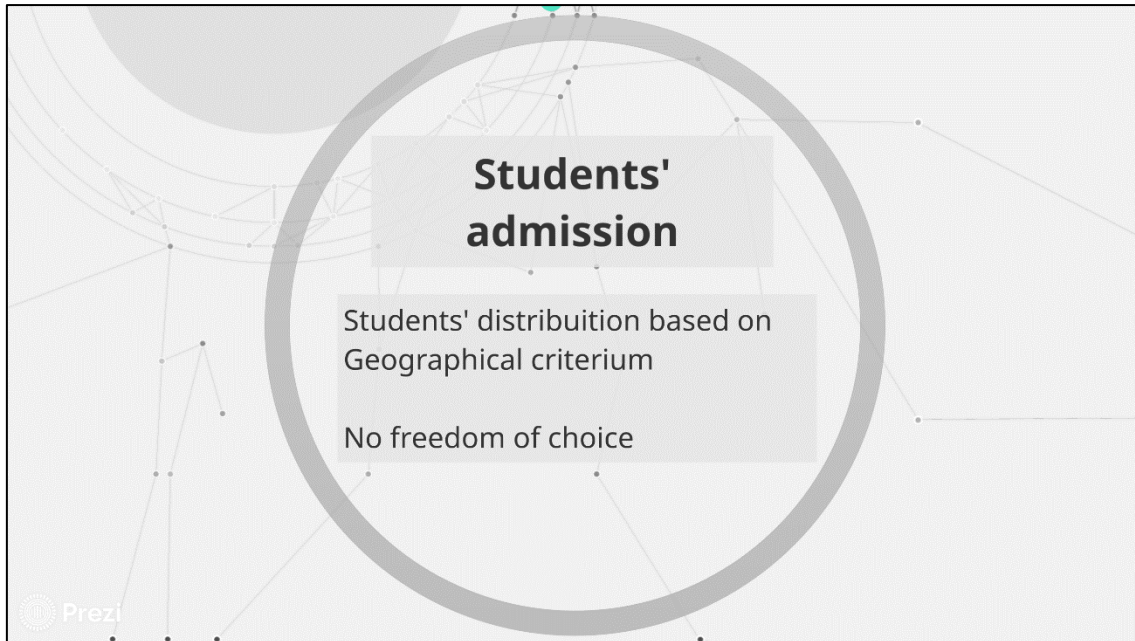 Students'
admission
Students' distribuition based on
Geographical criterium
No freedom of choice
Prezi